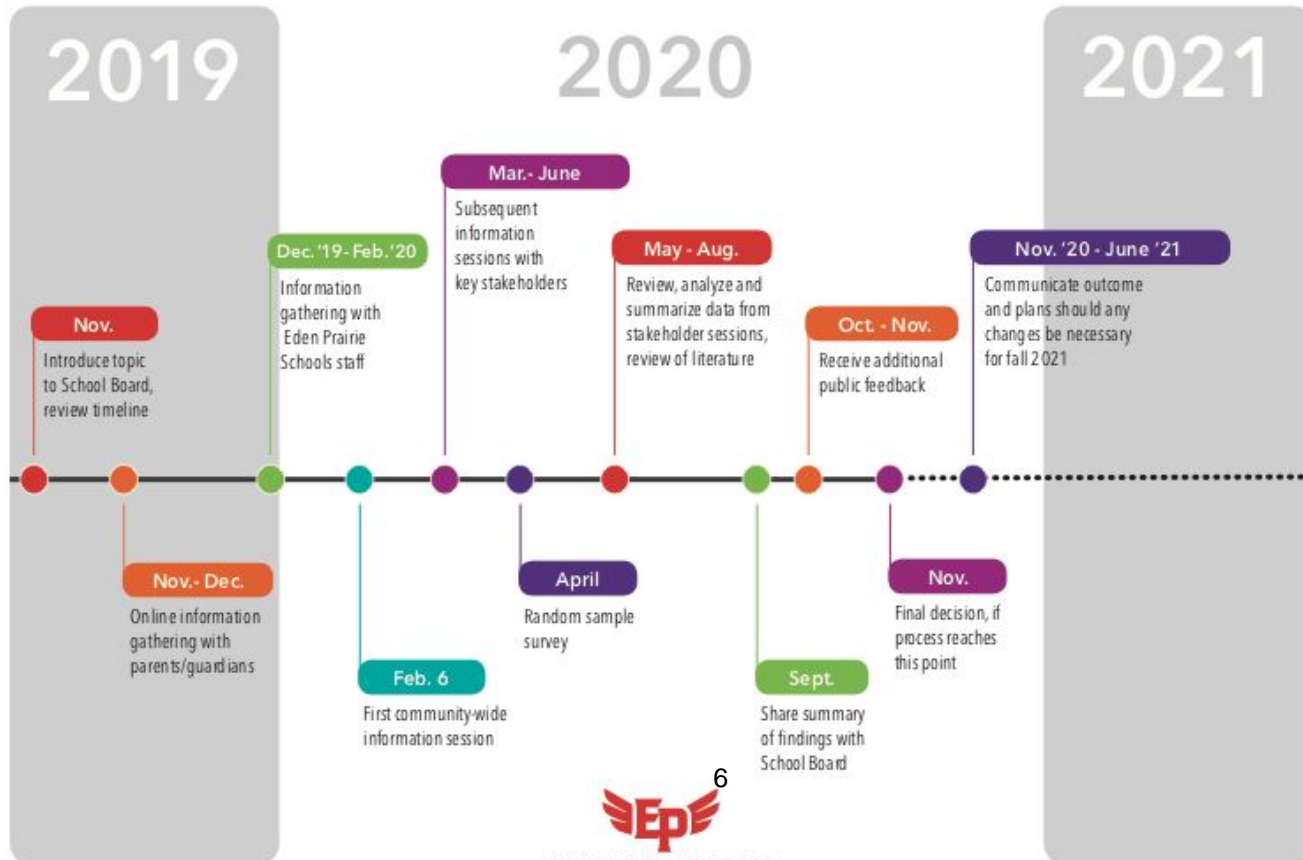 2019
2020
2021
Nov.
Introduce topic
to School Board,
review timeline
Nov.- Dec.
Online information
gathering with
parents/guardians
Dec. '19-Feb. '20
Information
gathering with
Eden Prairie
Schools staff
Feb. 6
First community-wide
information session
Mar.- June
Subsequent
information
sessions with
key stakeholders
April
Random sample
survey
May - Aug.
Review, analyze and
summarize data from
stakeholder sessions,
review of literature
Sept.
Share summary
of findings with
School Board
Oct. - Nov.
Receive additional
public feedback
Nov.
Final decision, if
process reaches
this point
Nov. '20 - June '21
Communicate outcome
and plans should any
changes be necessary
for fall 2021
6
EP